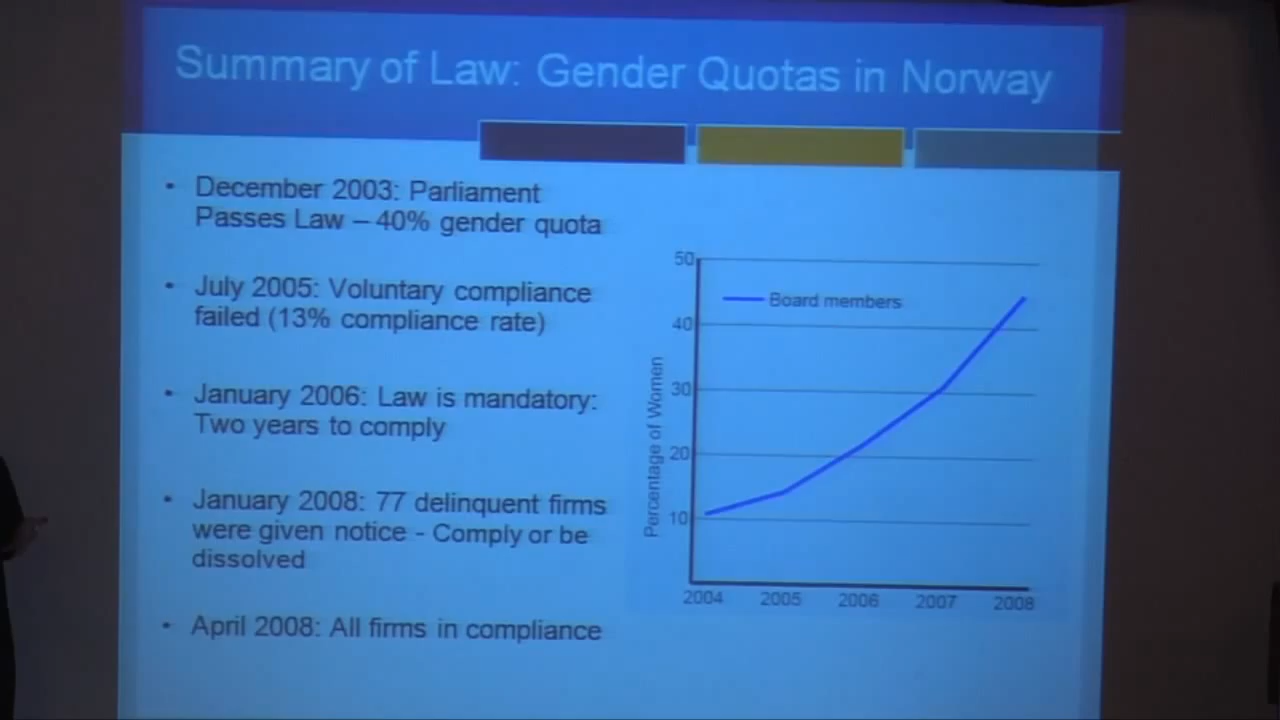 Summary of Law: Gender Quotas in Norway
• December 2003: Parliament
Passes Law – 40% gender quota
• July 2005: Voluntary compliance
failed (13% compliance rate)
• January 2006: Law is mandatory:
Two years to comply
• January 2008: 77 delinquent firms
were given notice - Comply or be
dissolved
• April 2008: All firms in compliance
Board members
Percentage of Women
50
40
30
20
10
2004 2005 2006 2007 2008